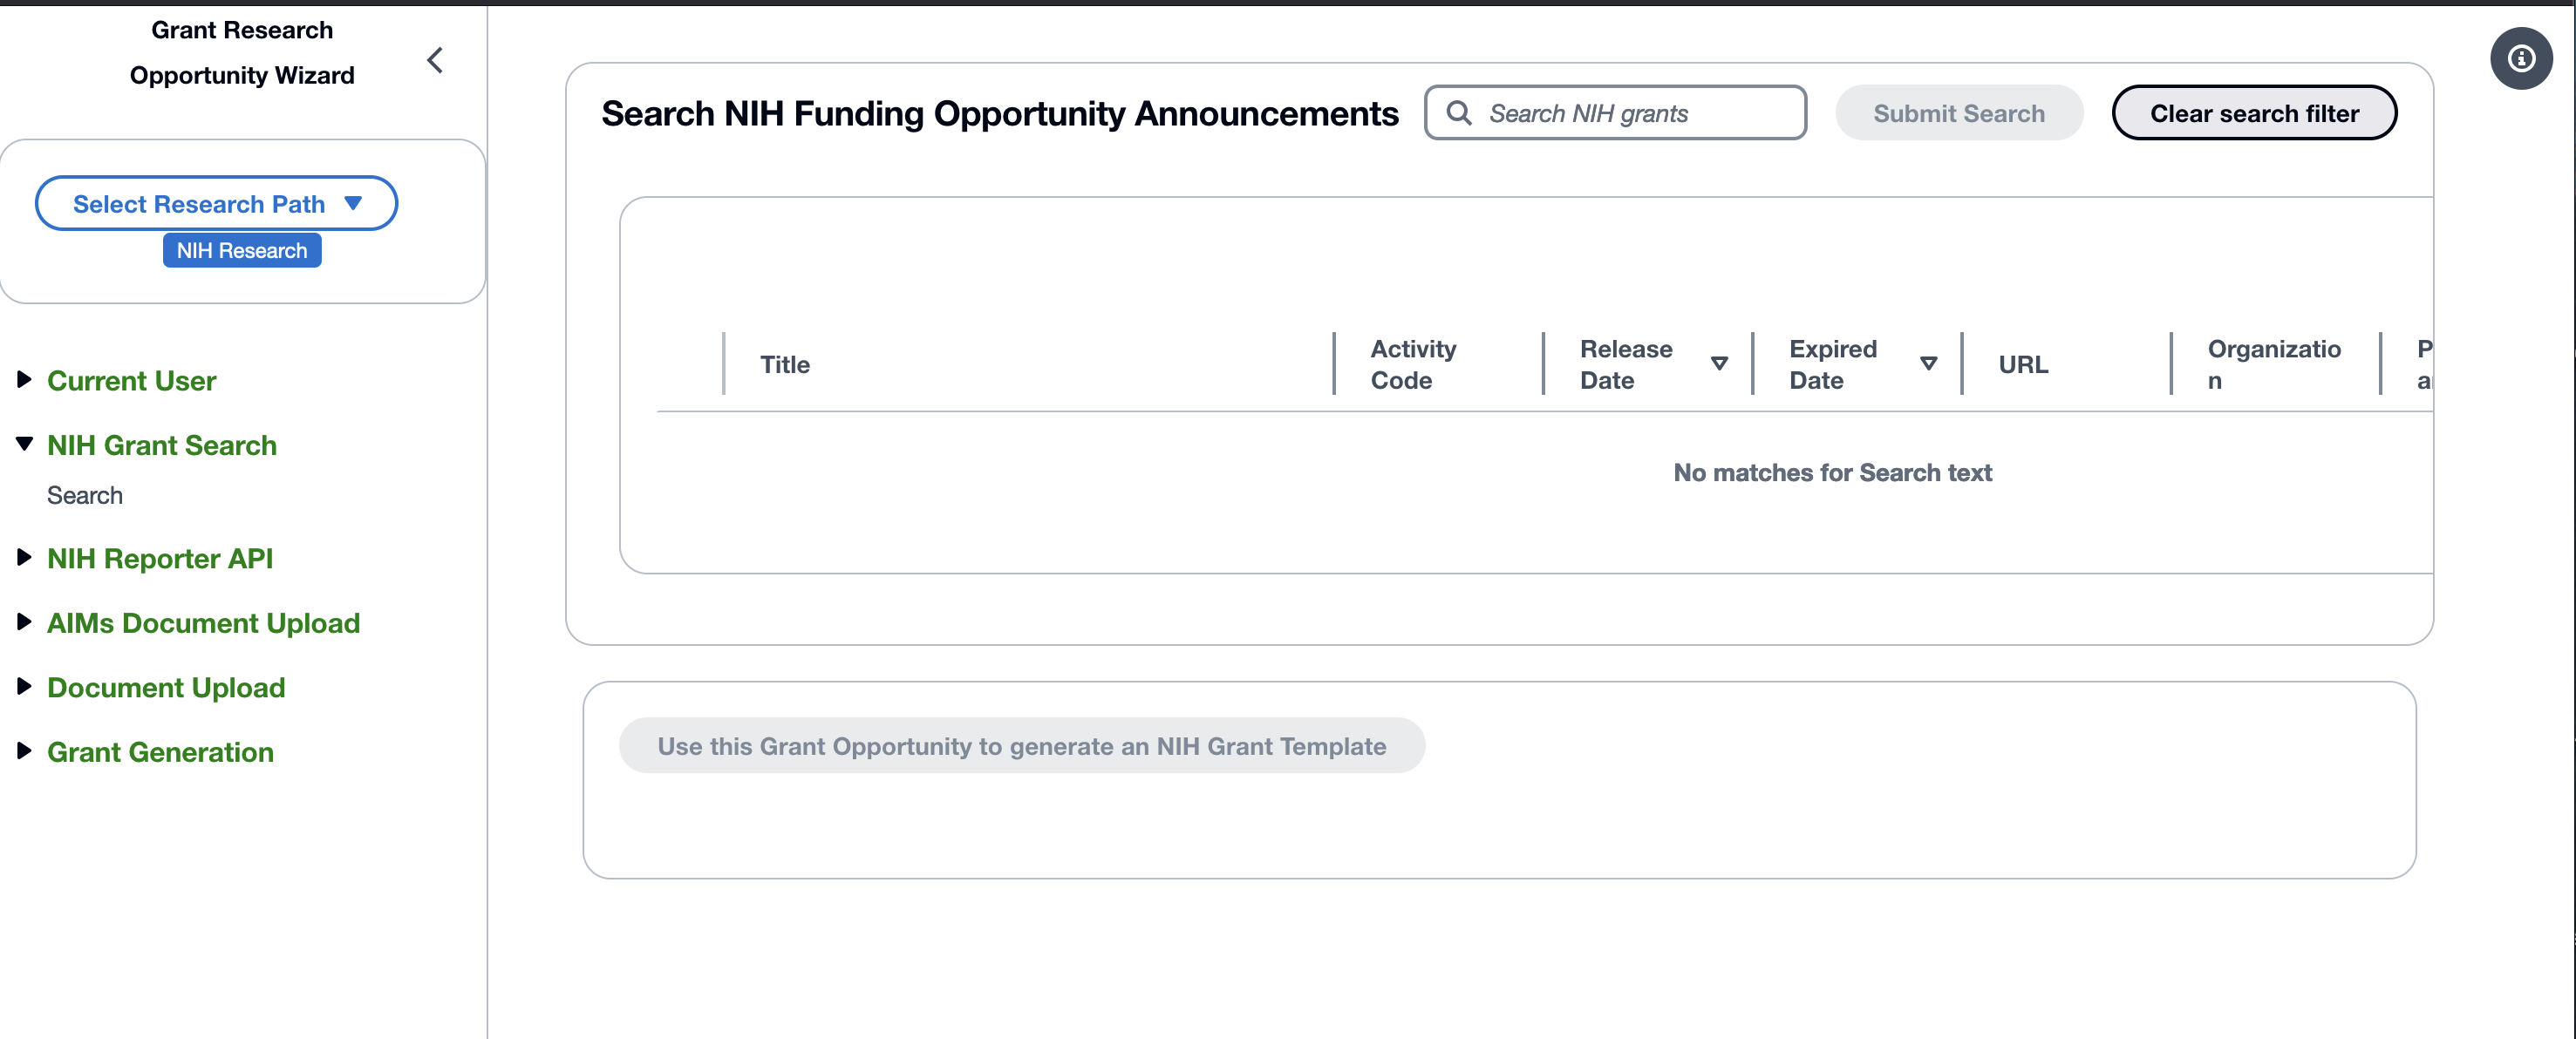 Grant Research
Opportunity Wizard
Select Research Path
NIH Research
Current User
NIH Grant Search
Search
NIH Reporter API
AIMs Document Upload
Document Upload
Grant Generation
Search NIH Funding Opportunity Announcements
Search NIH grants
Submit Search
Clear search filter
Title
Activity
Code
Release
Date
Expired
Date
URL
Organizatio
n
No matches for Search text
Use this Grant Opportunity to generate an NIH Grant Template